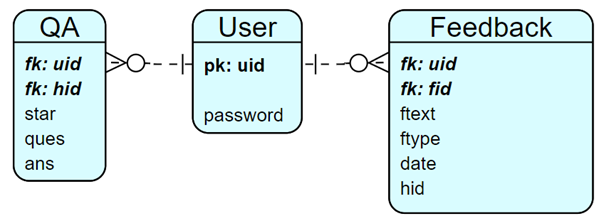 QA
fk: uid
fk: hid
star
ques
ans
User
pk: uid
password
Feedback
fk: uid
fk: fid
ftext
ftype
date
hid